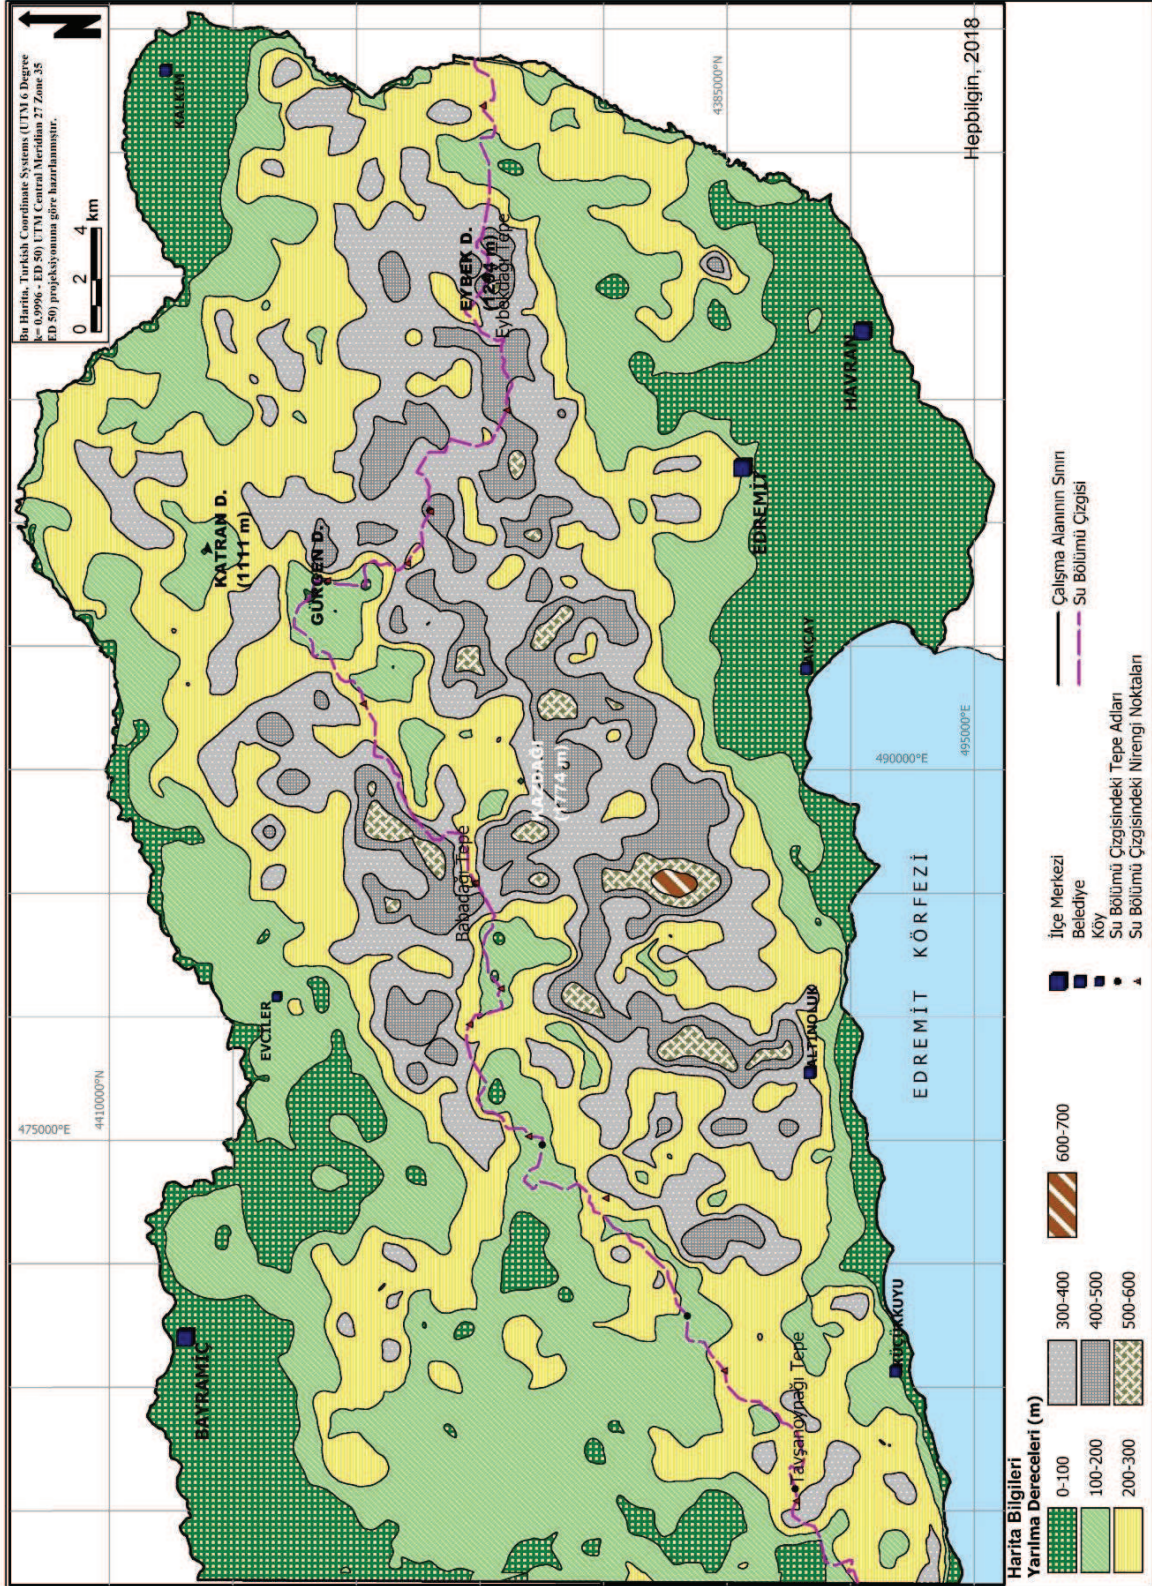 Bu Harita, Turkish Coordinate Systems (UTM 6 Degree
k= 0.9996 - ED 50) UTM Central Meridian 27 Zone 35
ED 50) projeksiyonuna göre hazırlanmıştır.
N
0 2 4 km
KALKIM
4385000°N
Hepbilgin, 2018
EYBEK D.
Eybekdağı Tepe
HAVRAN
EDREMİT
KATRAN D.
(1111 m)
GÜRGEN D.
AKÇAY
495000°E
490000°E
KAZDAĞI
(1774 m)
Babadağı Tepe
EVCİLER
ALTINOLUK
EDREMİT KÖRFEZİ
475000°E
4410000°N
BAYRAMİÇ
KÜÇÜKKUYU
Tavşanoynağı Tepe
Harita Bilgileri
Yarılma Dereceleri (m)
0-100
100-200
200-300
300-400
400-500
500-600
600-700
İlçe Merkezi
Belediye
Köy
Su Bölümü Çizgisindeki Tepe Adları
Su Bölümü Çizgisindeki Nirengi Noktaları
Çalışma Alanının Sınırı
Su Bölümü Çizgisi